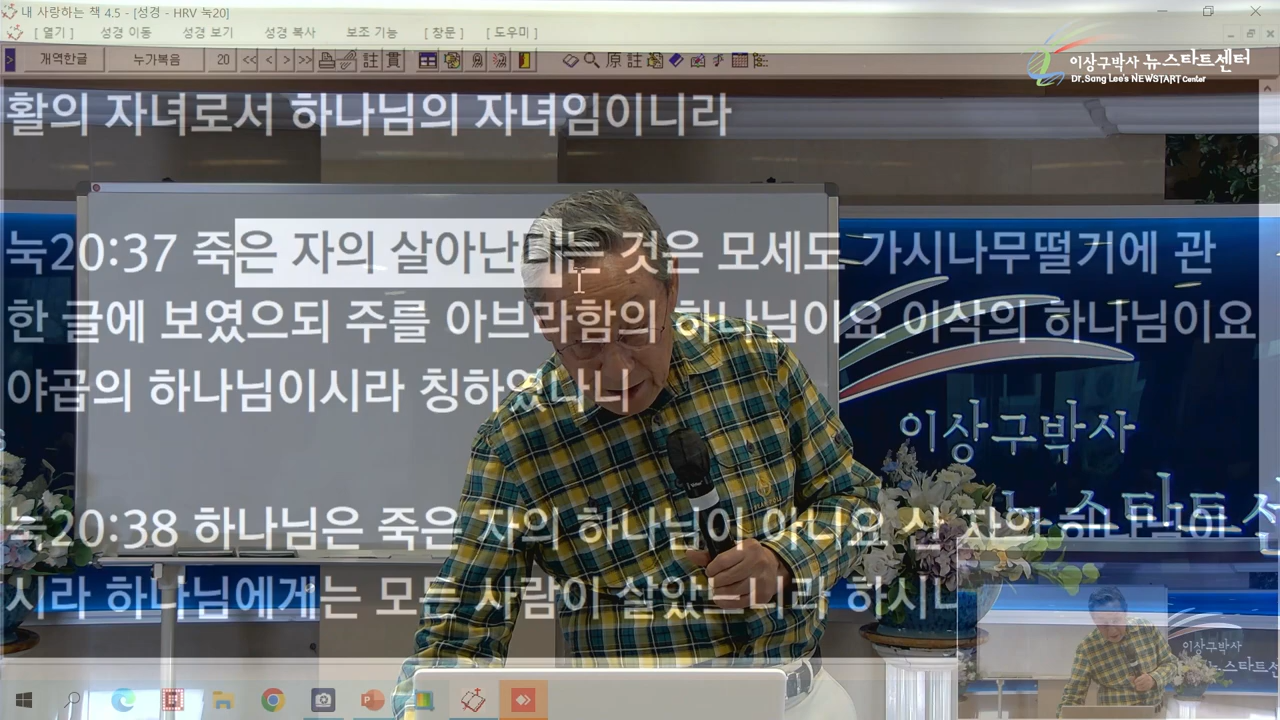 내 사랑하는 책 4.5 - [성경 - HRV 눅20]
[ 열기 ] 성경 이동 성경 보기 성경 복사 보조 기능 [ 창문 ] [ 도우미 ]
개역한글 누가복음 20 << < > >> 註 貫 原 註
이상구박사 뉴스타트센터
Dr.Sang Lee's NEWSTART Center
활의 자녀로서 하나님의 자녀임이니라
눅20:37 죽은 자의 살아난다는 것은 모세도 가시나무떨기에 관
한 글에 보였으되 주를 아브라함의 하나님이요 이삭의 하나님이요
야곱의 하나님이시라 칭하였나니
이상구박사
뉴스타트센
눅20:38 하나님은 죽은 자의 하나님이 아니요 산 자의 하나님이
시라 하나님에게는 모든 사람이 살았느니라 하시니
이상구박사